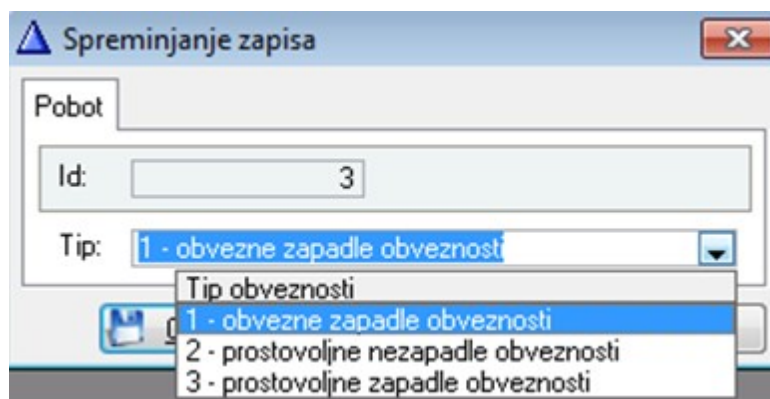 Spreminjanje zapisa
Pobot
Id: 3
Tip: 1 - obvezne zapadle obveznosti
Tip obveznosti
1 - obvezne zapadle obveznosti
2 - prostovoljne nezapadle obveznosti
3 - prostovoljne zapadle obveznosti